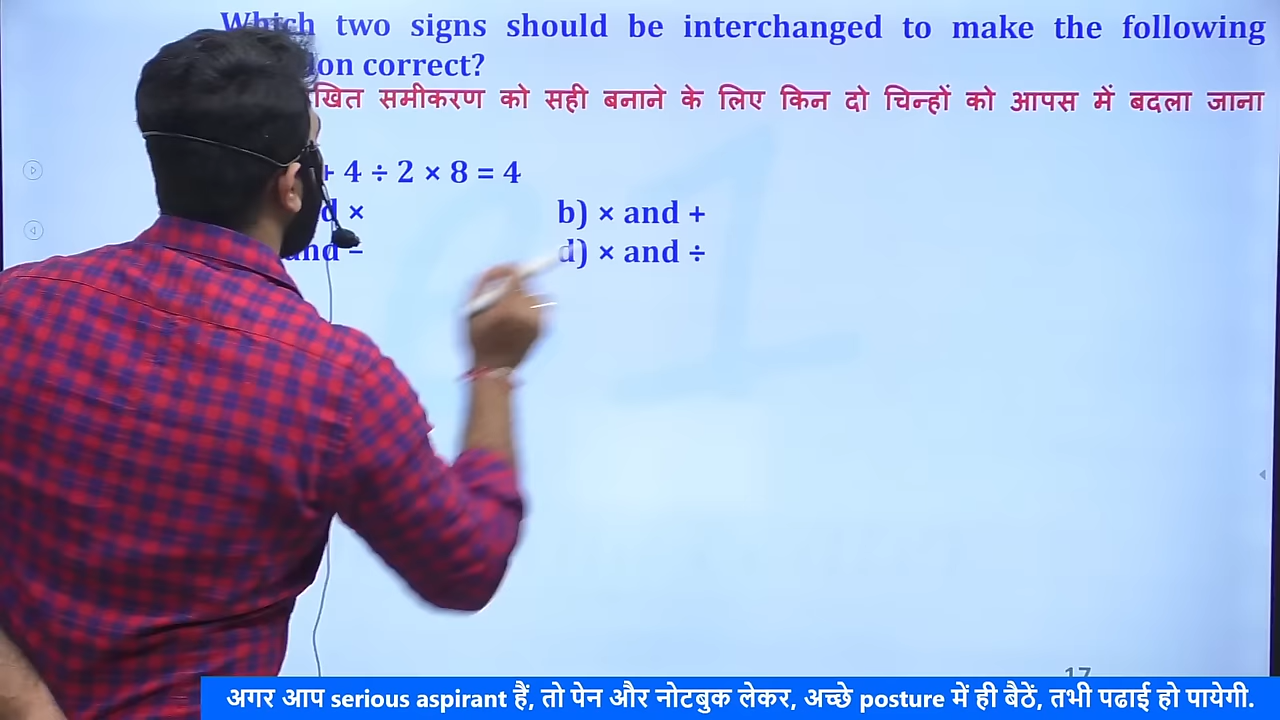 Which two signs should be interchanged to make the following
correct?
समीकरण को सही बनाने के लिए किन दो चिन्हों को आपस में बदला जाना
+ 4 ÷ 2 × 8 = 4
× b) × and +
and – d) × and ÷
17
अगर आप serious aspirant हैं, तो पेन और नोटबुक लेकर, अच्छे posture में ही बैठें, तभी पढाई हो पायेगी.